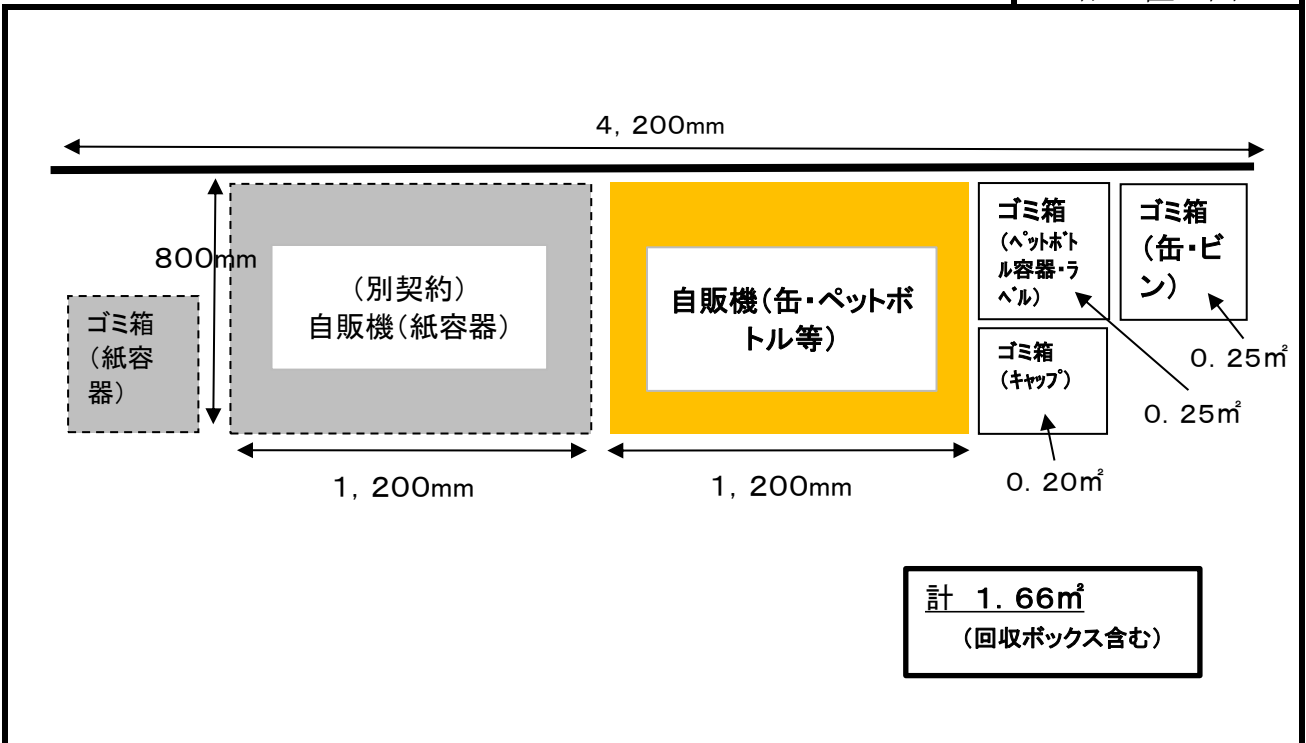 4，200mm
800mm
ゴミ箱
（紙容
器）
（別契約）
自販機（紙容器）
自販機（缶・ペットボ
トル等）
ゴミ箱
（ペットボト
ル容器・ラ
ベル）
ゴミ箱
（缶・ビ
ン）
ゴミ箱
（キャップ）
0．25㎡
0．25㎡
0．20㎡
1，200mm
1，200mm
計　1．66㎡
（回収ボックス含む）